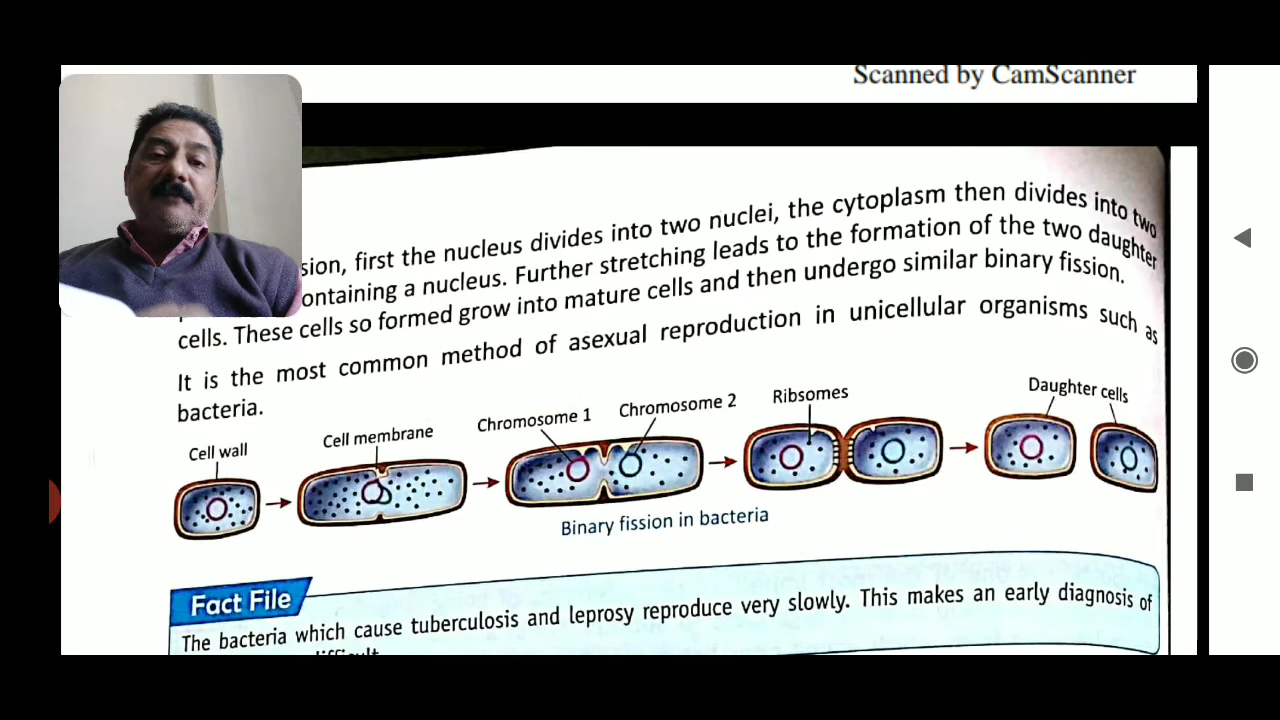 Scanned by CamScanner
sion, first the nucleus divides into two nuclei, the cytoplasm then divides into two
ontaining a nucleus. Further stretching leads to the formation of the two daughter
cells. These cells so formed grow into mature cells and then undergo similar binary fission.
It is the most common method of asexual reproduction in unicellular organisms such as
bacteria.
Cell wall
Cell membrane
Chromosome 1
Chromosome 2
Ribsomes
Daughter cells
Binary fission in bacteria
Fact File
The bacteria which cause tuberculosis and leprosy reproduce very slowly. This makes an early diagnosis of